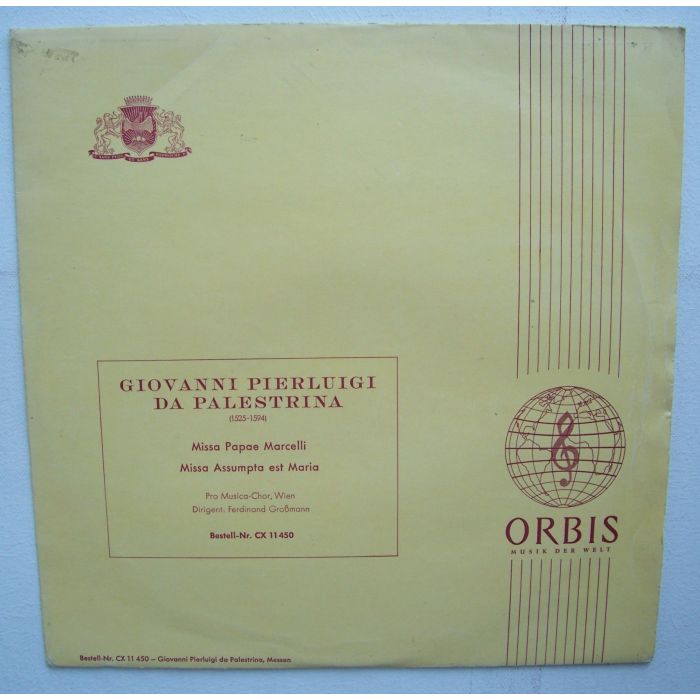 GIOVANNI PIERLUIGI
DA PALESTRINA
(1525-1594)
Missa Papae Marcelli
Missa Assumpta est Maria
Pro Musica-Chor, Wien
Dirigent: Ferdinand Großmann
Bestell-Nr. CX 11 450
ORBIS
MUSIK DER WELT
Bestell-Nr. CX 11 450 – Giovanni Pierluigi da Palestrina, Messen